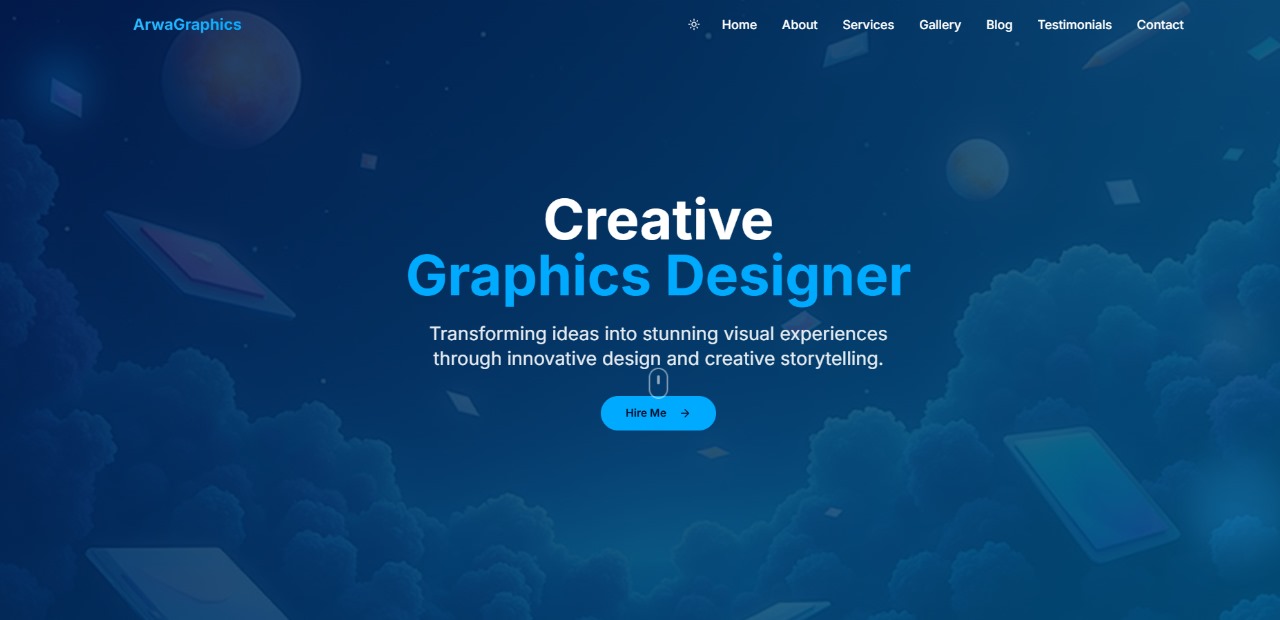 ArwaGraphics
Home About Services Gallery Blog Testimonials Contact
Creative
Graphics Designer
Transforming ideas into stunning visual experiences
through innovative design and creative storytelling.
Hire Me